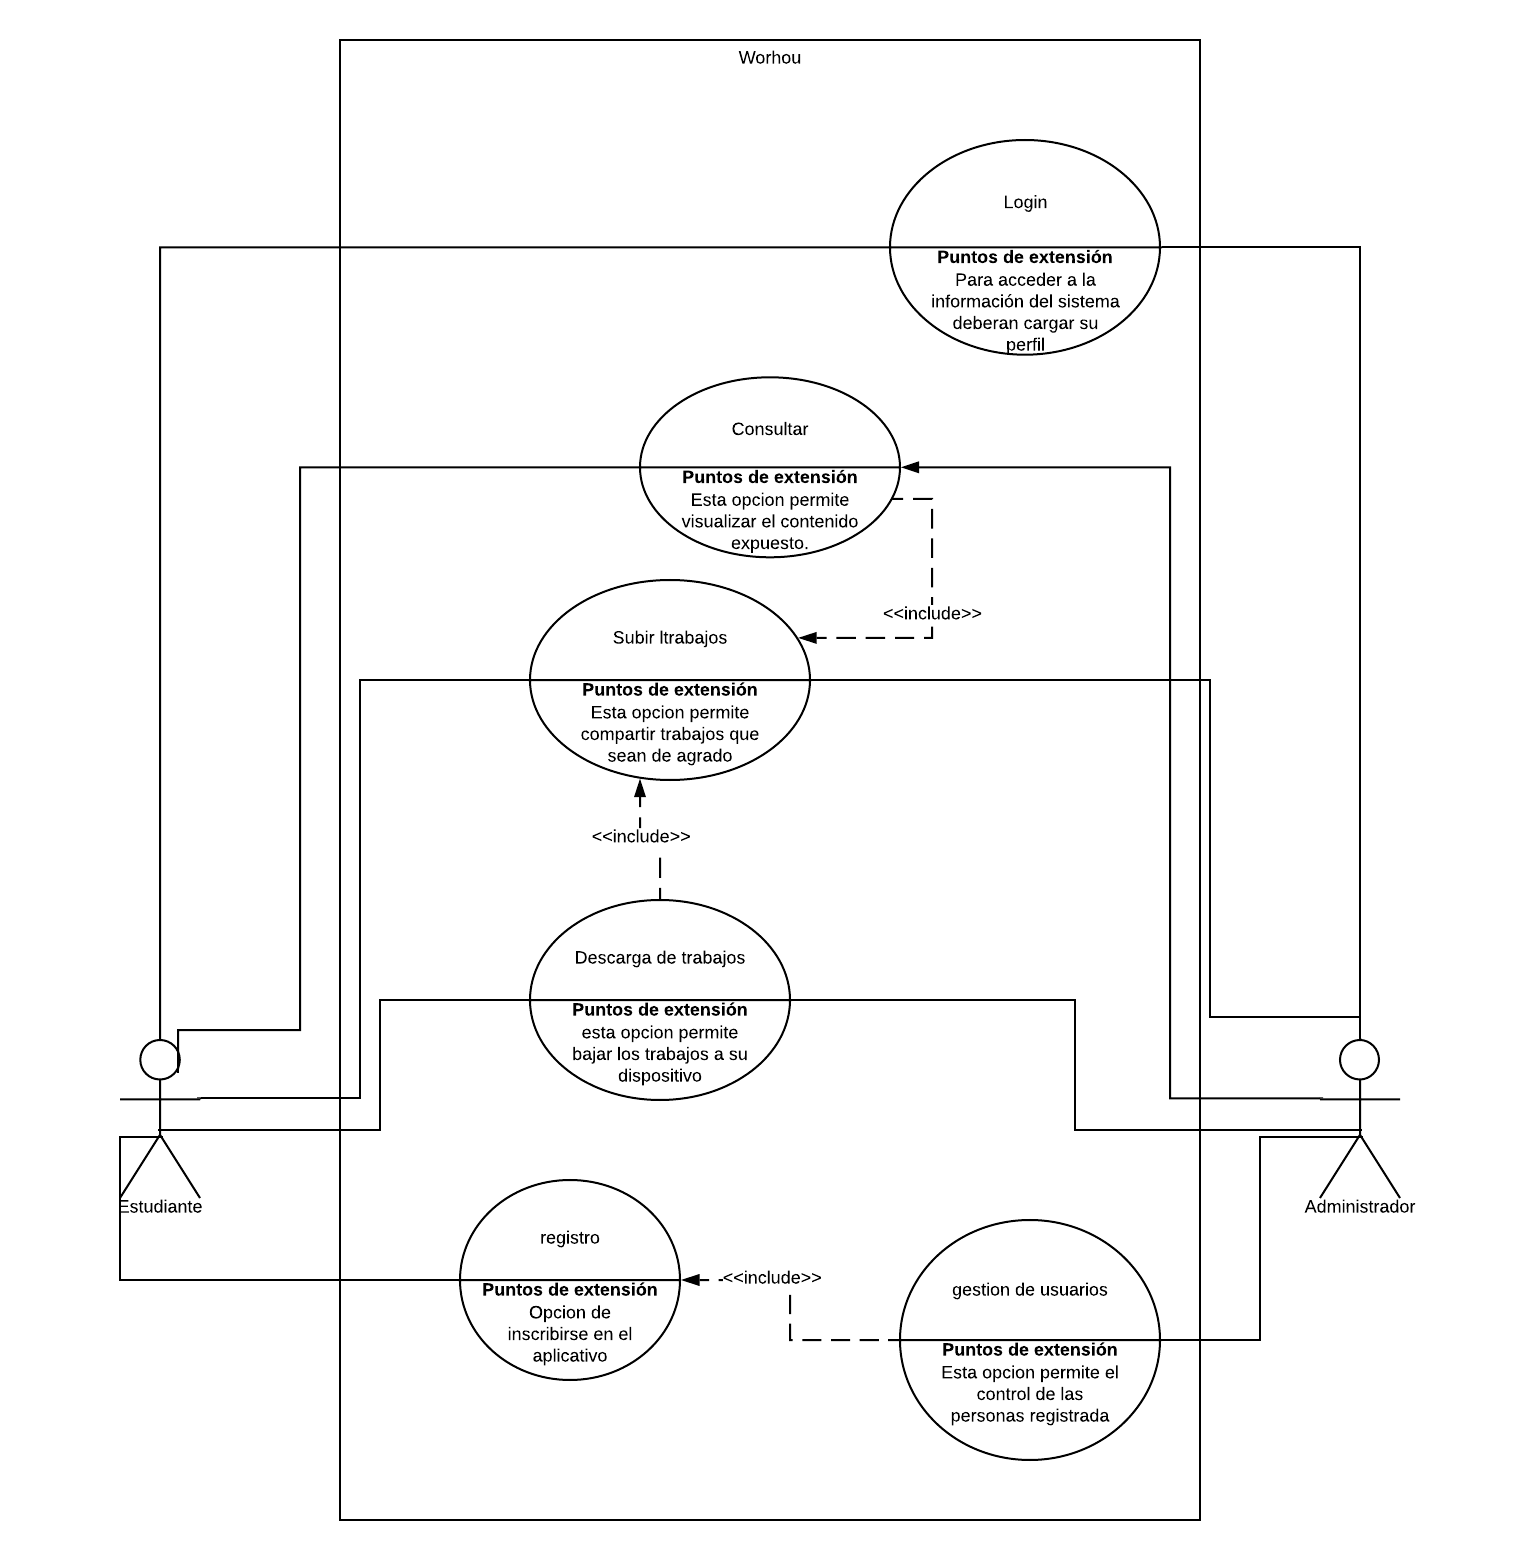 Worhou
Login
Puntos de extensión
Para acceder a la
información del sistema
deberan cargar su
perfil
Consultar
Puntos de extensión
Esta opcion permite
visualizar el contenido
expuesto.
<<include>>
Subir ltrabajos
Puntos de extensión
Esta opcion permite
compartir trabajos que
sean de agrado
<<include>>
Descarga de trabajos
Puntos de extensión
esta opcion permite
bajar los trabajos a su
dispositivo
Estudiante
Administrador
registro
Puntos de extensión
Opcion de
inscribirse en el
aplicativo
<<include>>
gestion de usuarios
Puntos de extensión
Esta opcion permite el
control de las
personas registrada